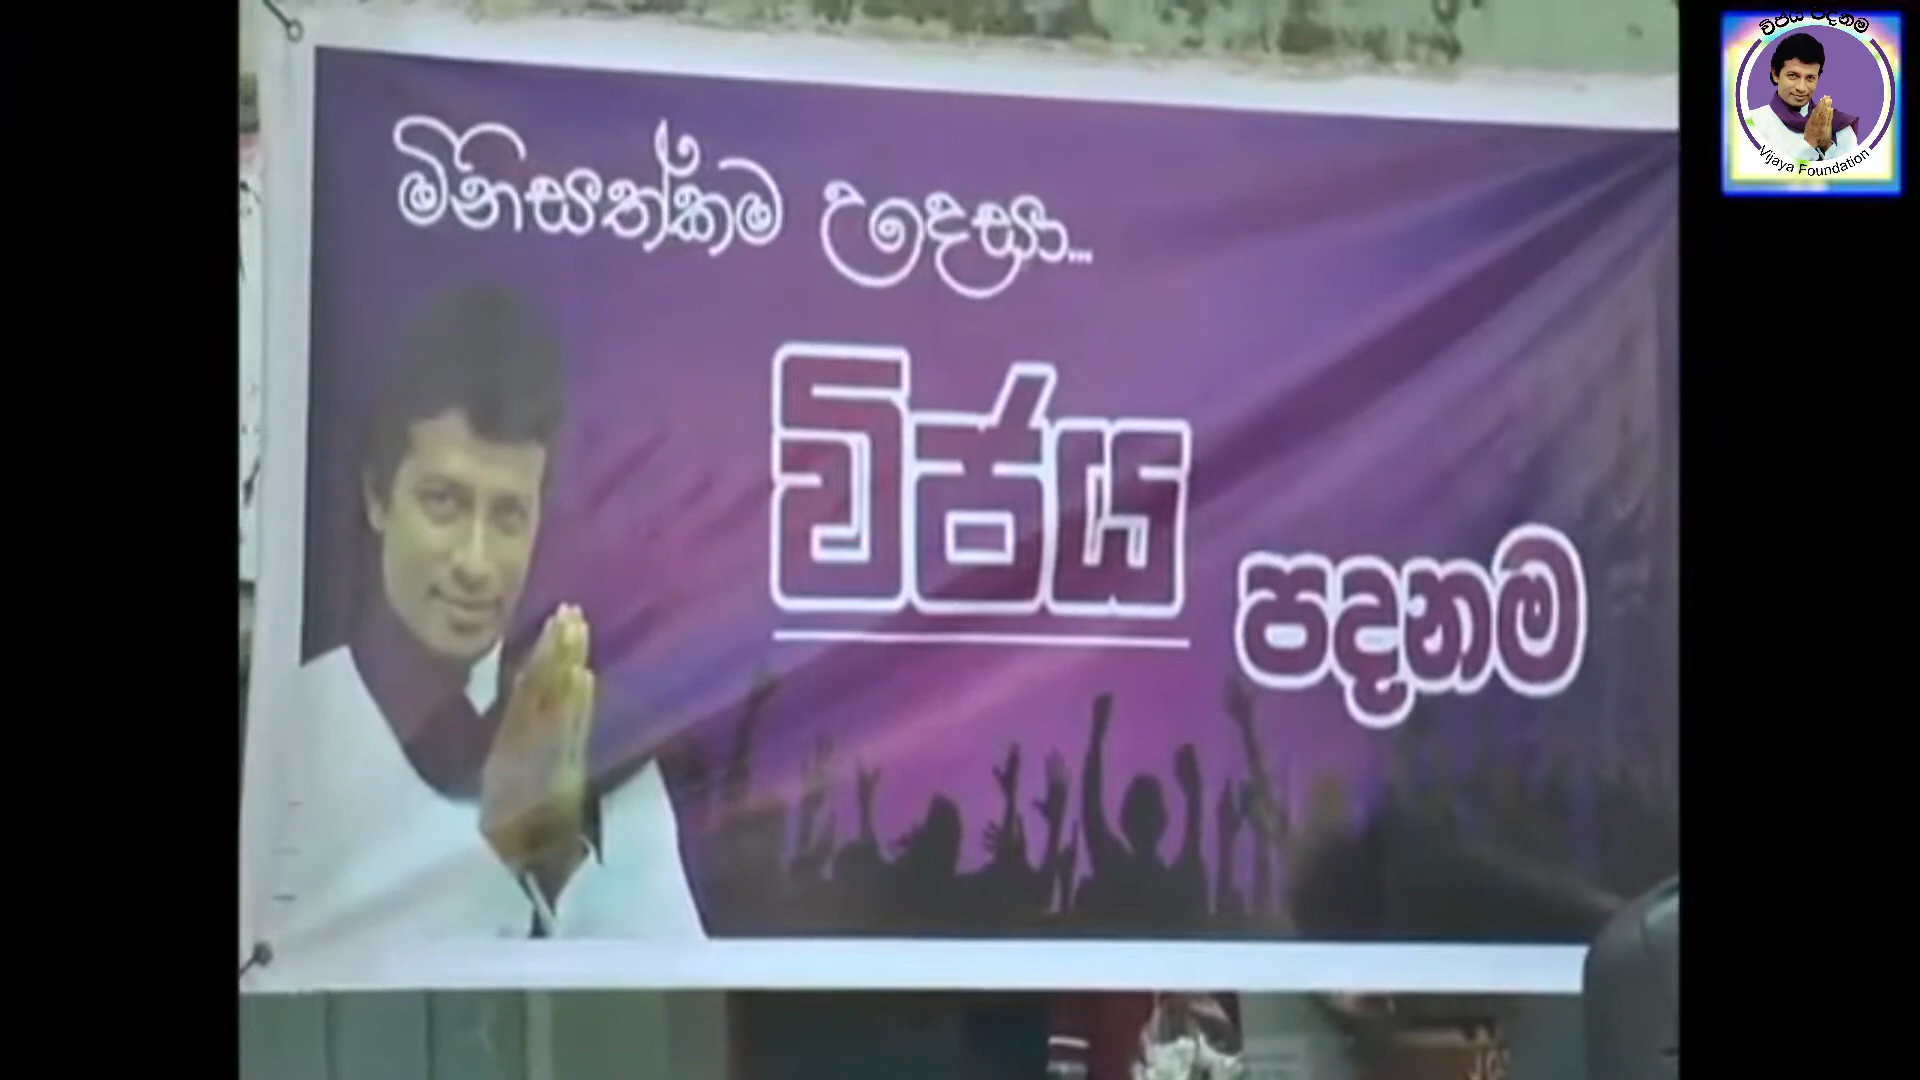 මිනිසත්කම උදෙසා...
විජය
පදනම
විජය පදනම
Vijaya Foundation